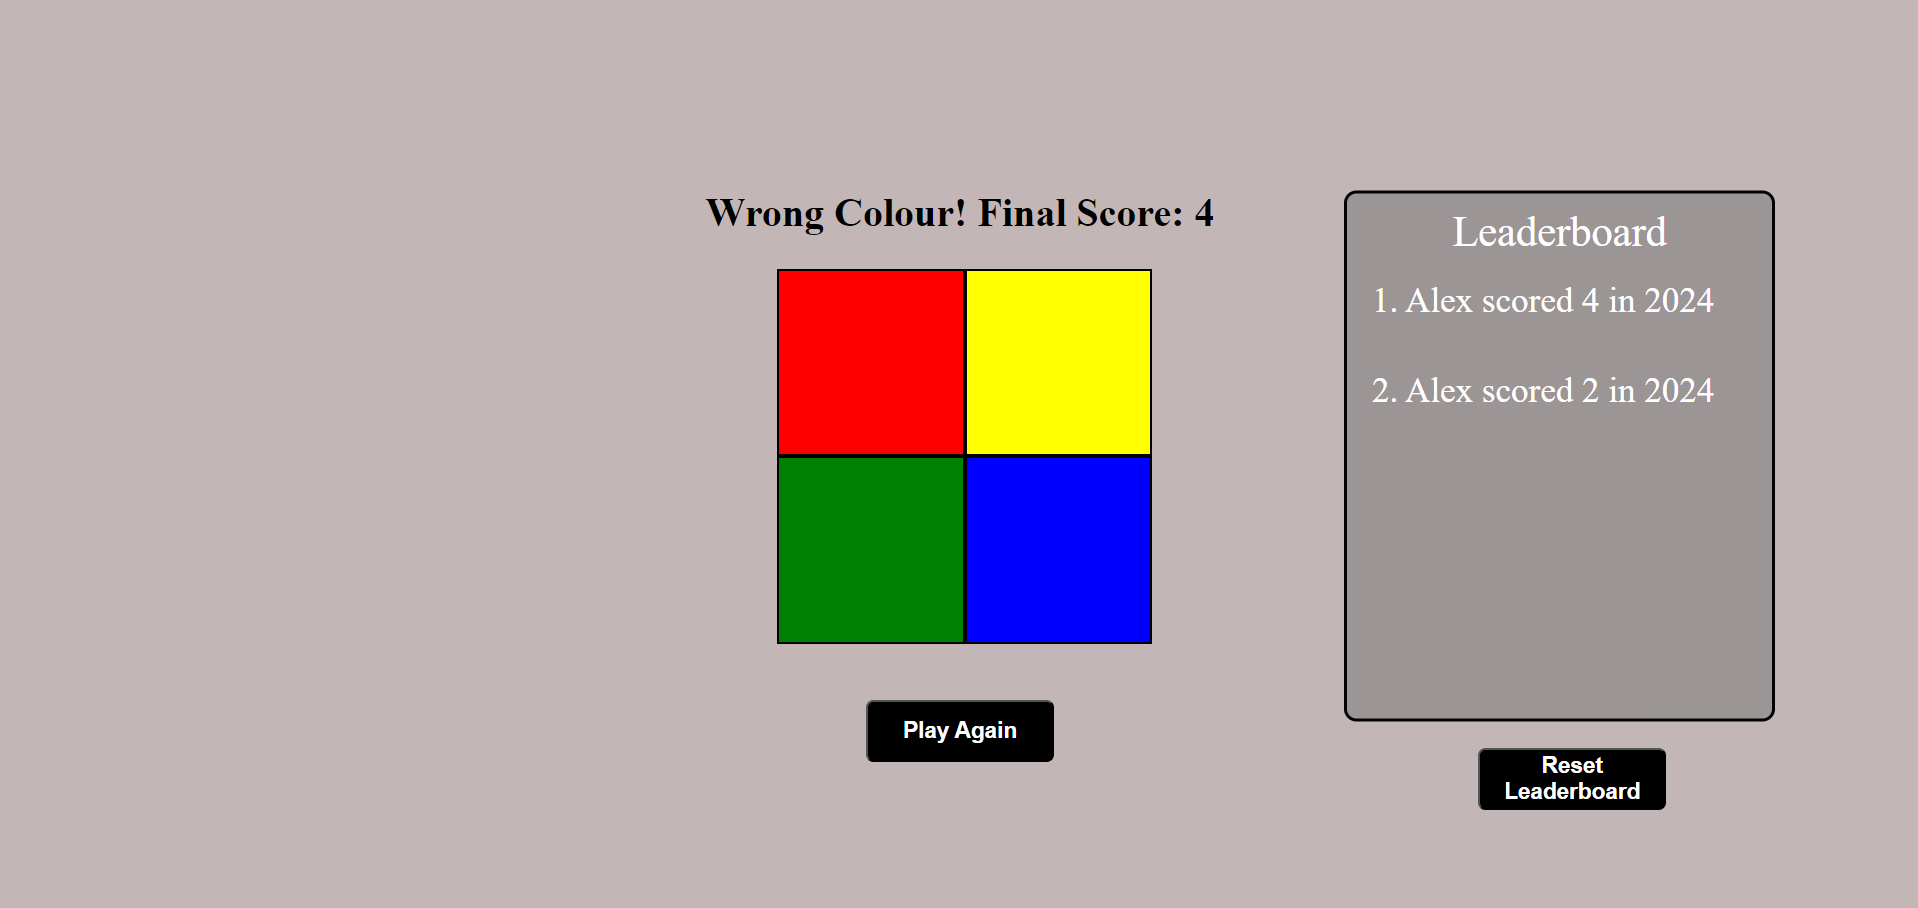 Wrong Colour! Final Score: 4
Leaderboard
1. Alex scored 4 in 2024
2. Alex scored 2 in 2024
Play Again
Reset
Leaderboard